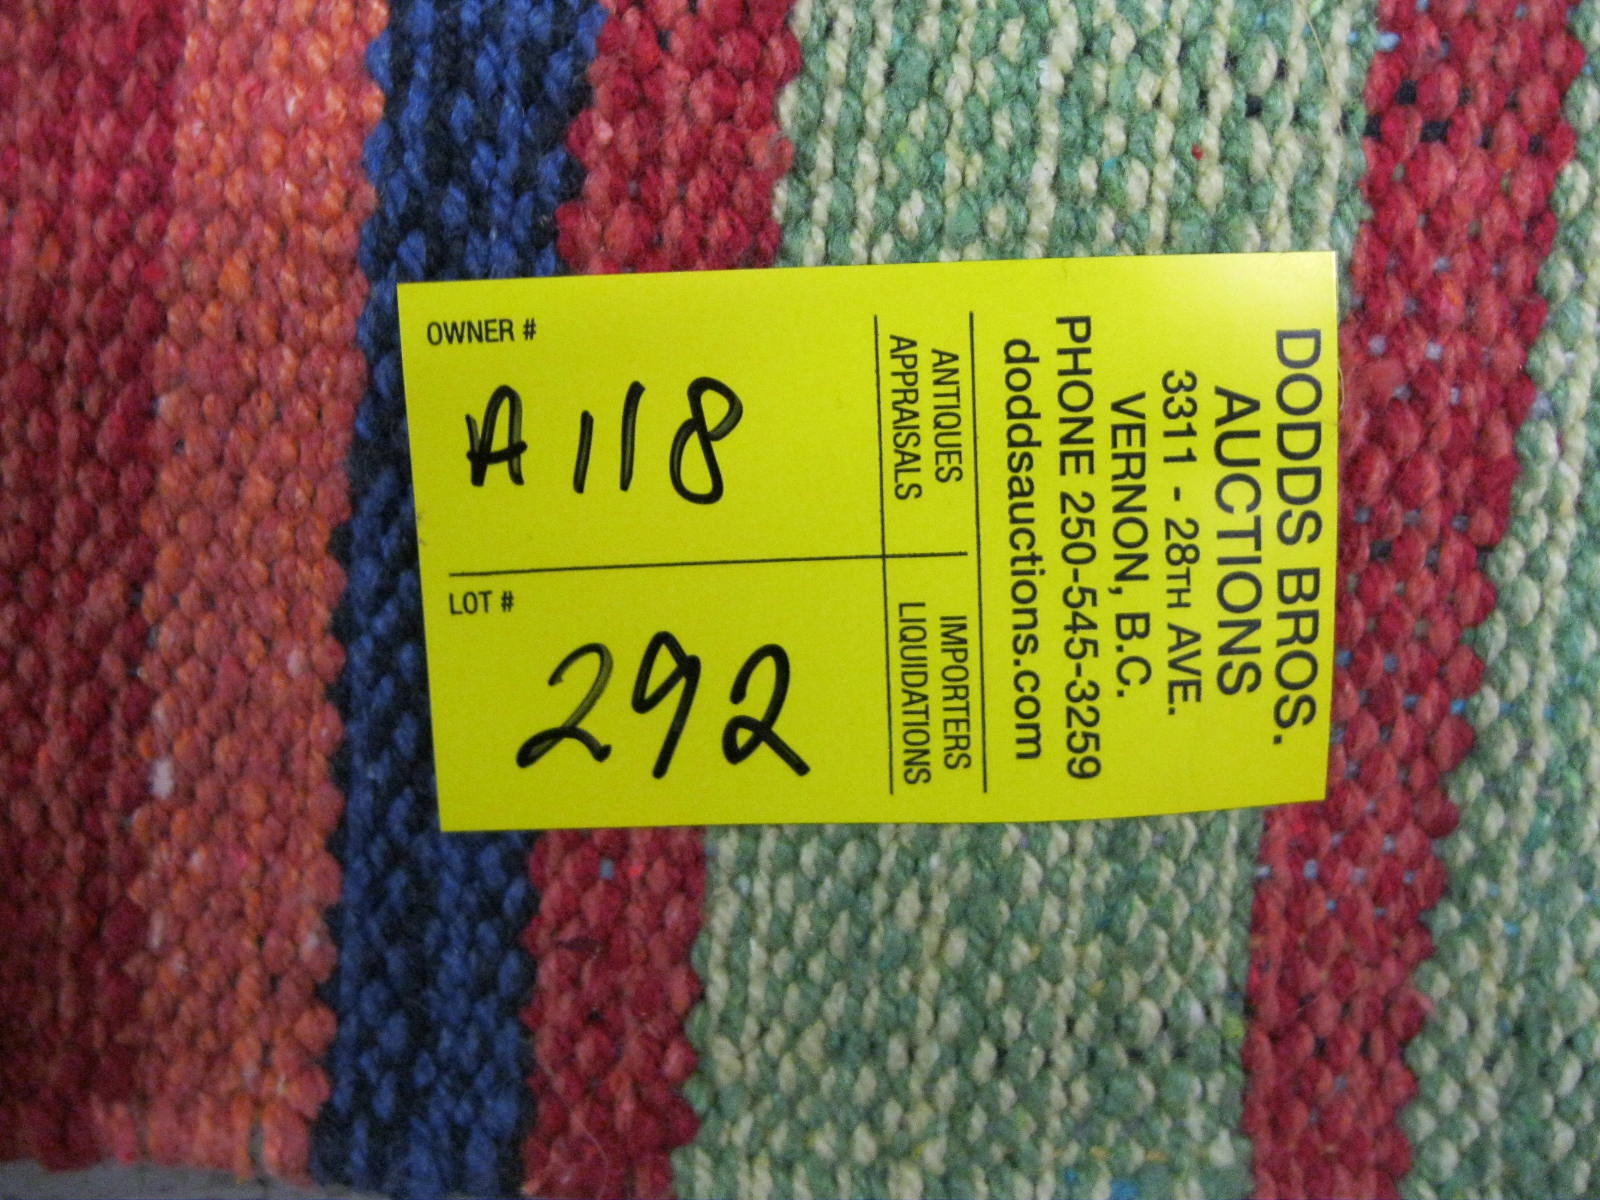 DODDS BROS.
AUCTIONS
3311 - 28TH AVE.
VERNON, B.C.
PHONE 250-545-3259
doddsauctions.com
ANTIQUES
APPRAISALS
IMPORTERS
LIQUIDATIONS
OWNER #
A118
LOT #
292